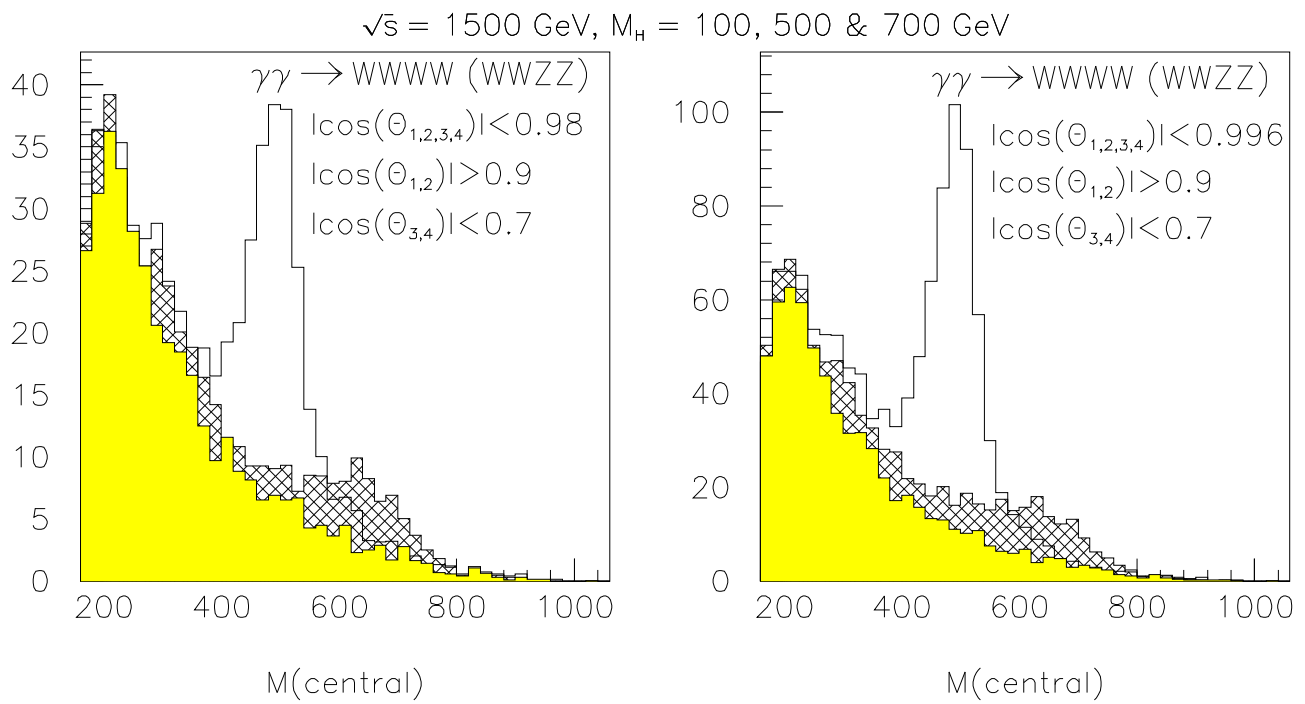 √s̅ = 1500 GeV, M_H = 100, 500 & 700 GeV
γγ → WWWW (WWZZ)
|cos(Θ_1,2,3,4)|<0.98
|cos(Θ_1,2)|>0.9
|cos(Θ_3,4)|<0.7
40
35
30
25
20
15
10
5
0
200 400 600 800 1000
M(central)
γγ → WWWW (WWZZ)
|cos(Θ_1,2,3,4)|<0.996
|cos(Θ_1,2)|>0.9
|cos(Θ_3,4)|<0.7
100
80
60
40
20
0
200 400 600 800 1000
M(central)